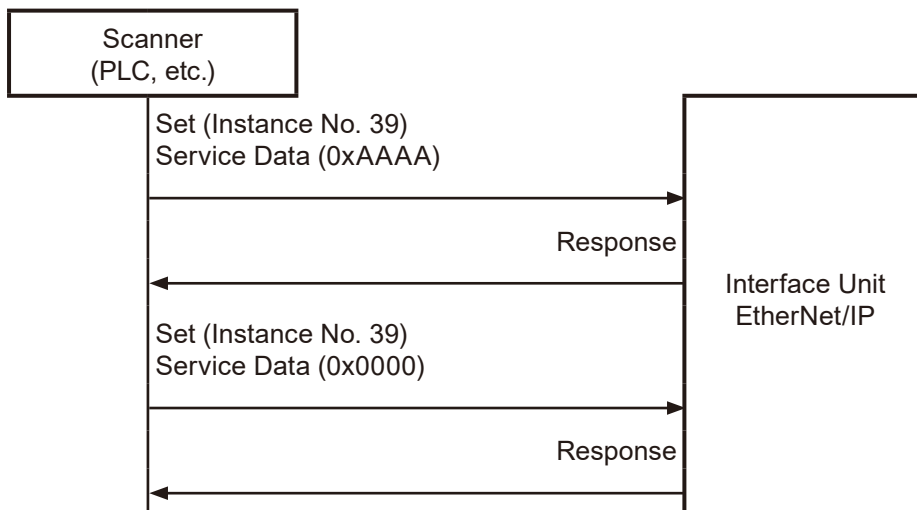 Scanner
(PLC, etc.)
Set (Instance No. 39)
Service Data (0xAAAA)
Response
Interface Unit
EtherNet/IP
Set (Instance No. 39)
Service Data (0x0000)
Response